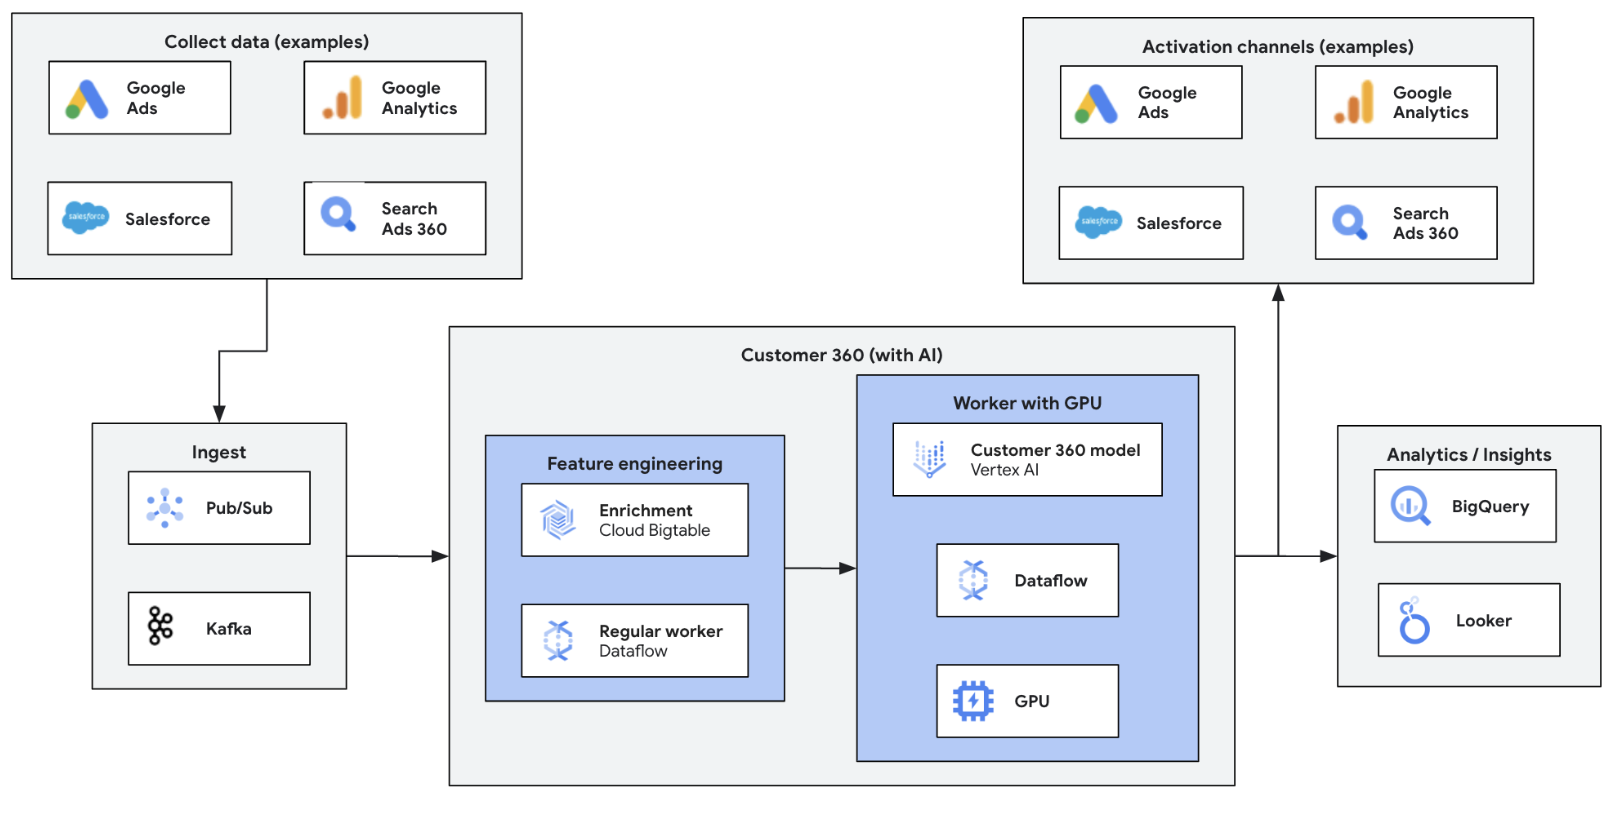 Collect data (examples)
Google
Ads
Google
Analytics
salesforce
Salesforce
Search
Ads 360
Activation channels (examples)
Google
Ads
Google
Analytics
salesforce
Salesforce
Search
Ads 360
Ingest
Pub/Sub
Kafka
Customer 360 (with AI)
Feature engineering
Enrichment
Cloud Bigtable
Regular worker
Dataflow
Worker with GPU
Customer 360 model
Vertex AI
Dataflow
GPU
Analytics / Insights
BigQuery
Looker